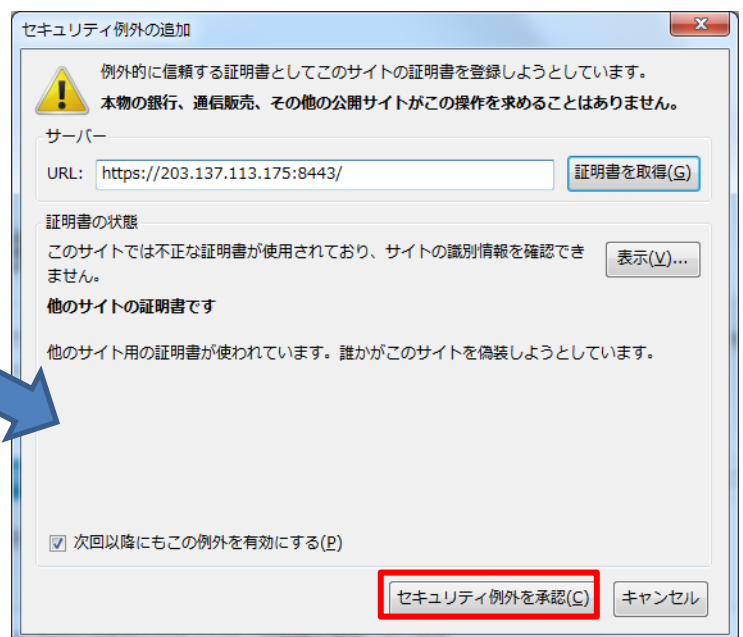 セキュリティ例外の追加
例外的に信頼する証明書としてこのサイトの証明書を登録しようとしています。
本物の銀行、通信販売、その他の公開サイトがこの操作を求めることはありません。
サーバー
URL: https://203.137.113.175:8443/ 証明書を取得(G)
証明書の状態
このサイトでは不正な証明書が使用されており、サイトの識別情報を確認でき
ません。
表示(V)...
他のサイトの証明書です
他のサイト用の証明書が使われています。誰かがこのサイトを偽装しようとしています。
次回以降にもこの例外を有効にする(P)
セキュリティ例外を承認(C) キャンセル